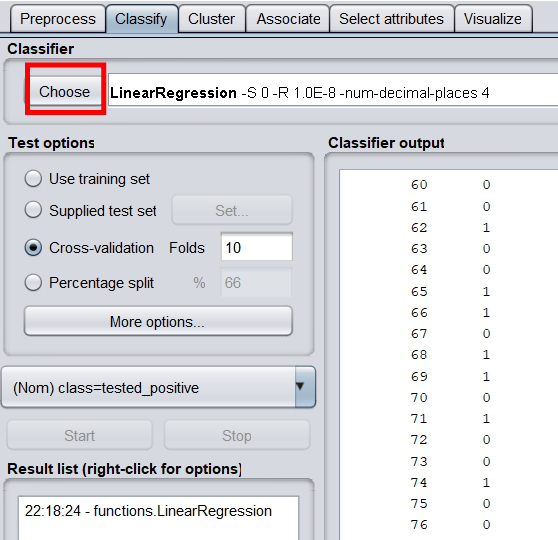 Preprocess Classify Cluster Associate Select attributes Visualize
Classifier
Choose LinearRegression -S 0 -R 1.0E-8 -num-decimal-places 4
Test options
Use training set
Supplied test set Set...
Cross-validation Folds 10
Percentage split % 66
More options...
(Nom) class=tested_positive
Start Stop
Result list (right-click for options)
22:18:24 - functions.LinearRegression
Classifier output
60 0
61 0
62 1
63 0
64 0
65 1
66 1
67 0
68 1
69 1
70 0
71 1
72 0
73 0
74 1
75 0
76 0